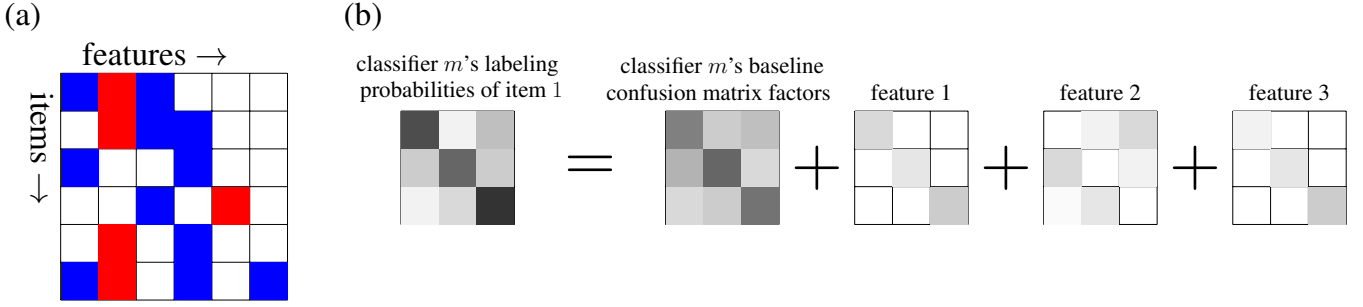 (a)
features →
items →
(b)
classifier m's labeling
probabilities of item 1
=
classifier m's baseline
confusion matrix factors
+
feature 1
+
feature 2
+
feature 3